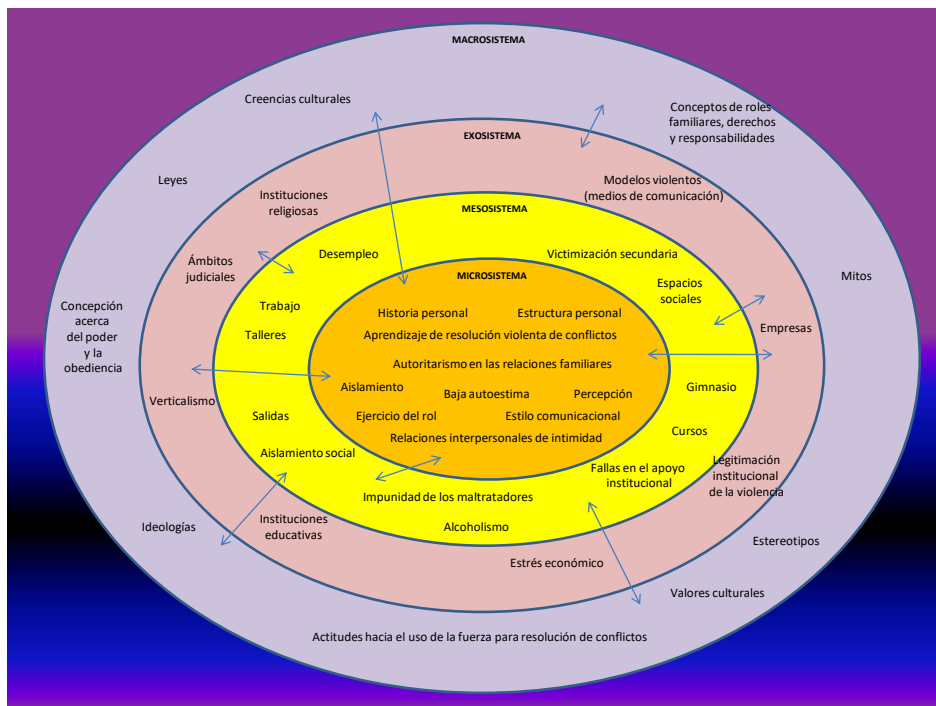 MACROSISTEMA
Creencias culturales
Conceptos de roles
familiares, derechos
y responsabilidades
Leyes
Mitos
Concepción
acerca
del poder
y la
obediencia
Ideologías
Estereotipos
Valores culturales
Actitudes hacia el uso de la fuerza para resolución de conflictos
EXOSISTEMA
Instituciones
religiosas
Modelos violentos
(medios de comunicación)
Ámbitos
judiciales
Empresas
Verticalismo
Legitimación
institucional
de la violencia
Instituciones
educativas
Estrés económico
MESOSISTEMA
Desempleo
Victimización secundaria
Espacios
sociales
Trabajo
Talleres
Gimnasio
Salidas
Cursos
Aislamiento social
Fallas en el apoyo
institucional
Impunidad de los maltratadores
Alcoholismo
MICROSISTEMA
Historia personal
Estructura personal
Aprendizaje de resolución violenta de conflictos
Autoritarismo en las relaciones familiares
Aislamiento
Baja autoestima
Percepción
Ejercicio del rol
Estilo comunicacional
Relaciones interpersonales de intimidad